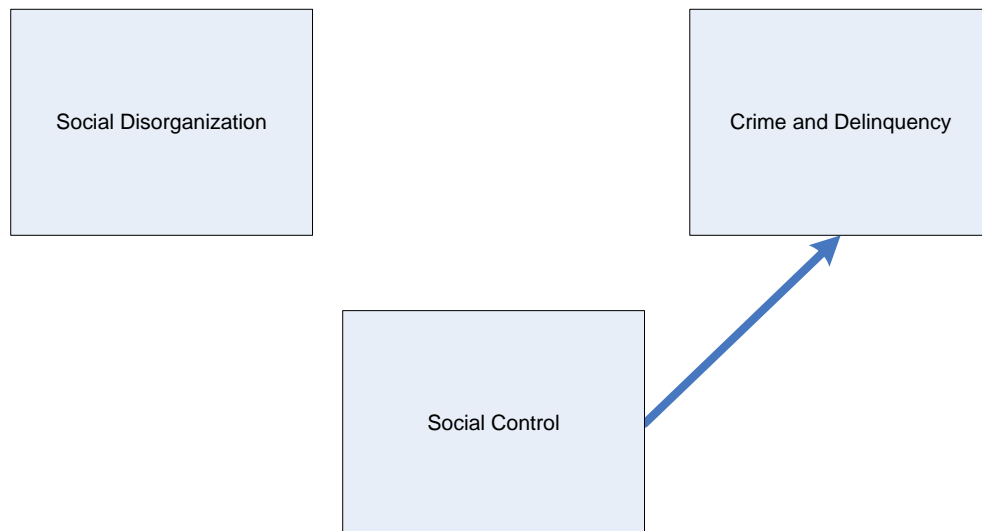 Social Disorganization
Crime and Delinquency
Social Control